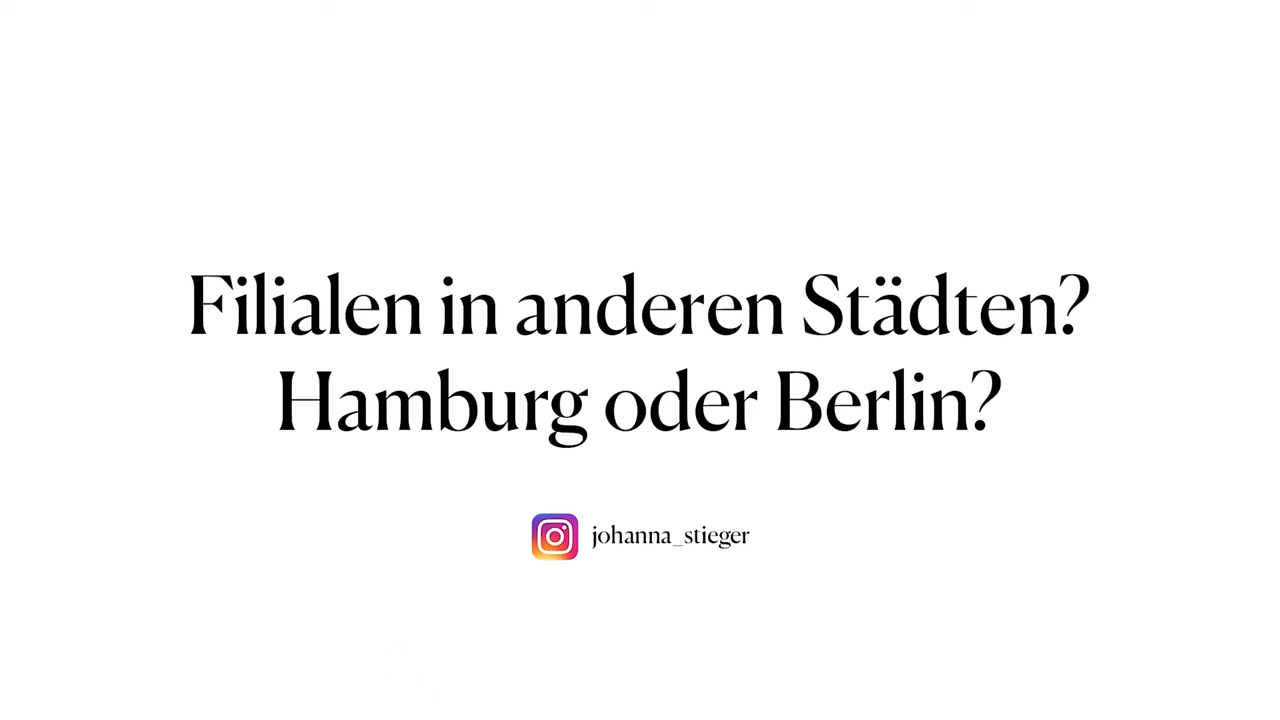 Filialen in anderen Städten?
Hamburg oder Berlin?
johanna_stieger